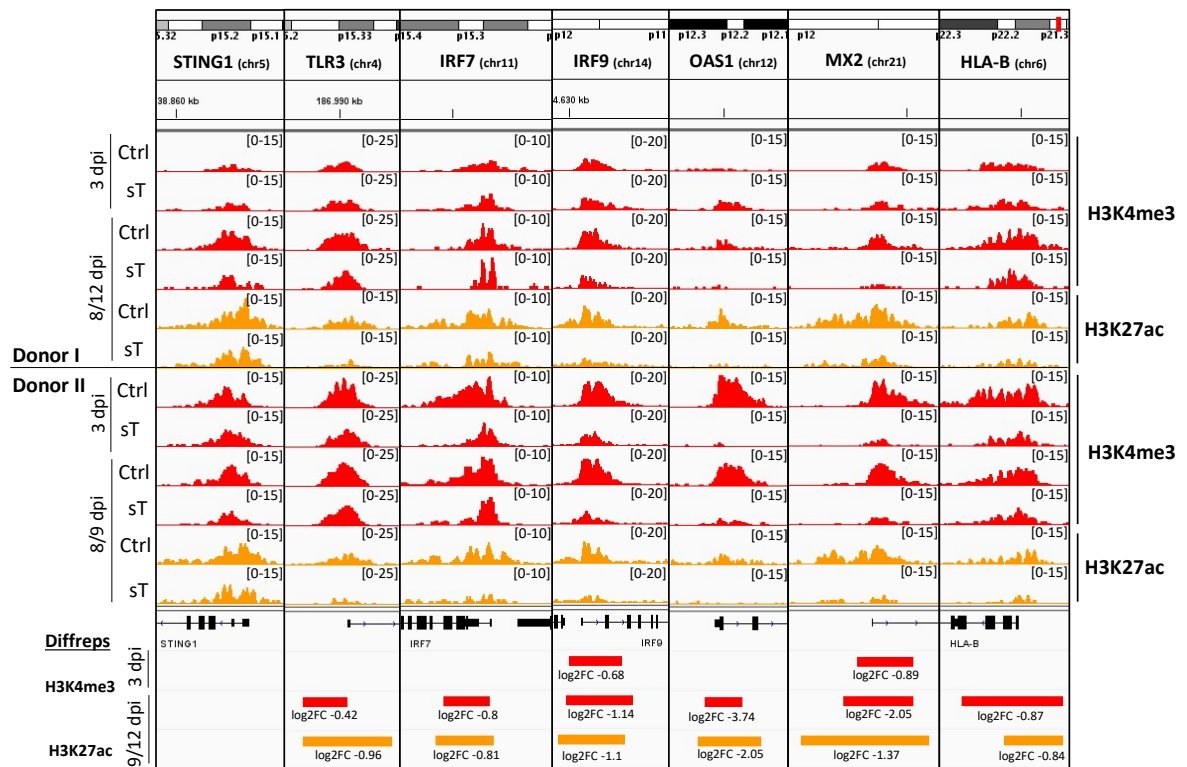 5.32 p15.2 p15.1 5.2 p15.33 p15.4 p15.3 p12 p11 p12.3 p12.2 p12.1 p12 22.3 p22.2 p21.3
STING1 (chr5) TLR3 (chr4) IRF7 (chr11) IRF9 (chr14) OAS1 (chr12) MX2 (chr21) HLA-B (chr6)
38.860 kb 186.990 kb 4.630 kb
3 dpi
Ctrl [0-15] [0-25] [0-10] [0-20] [0-15] [0-15] [0-15]
sT [0-15] [0-25] [0-10] [0-20] [0-15] [0-15] [0-15]
H3K4me3
8/12 dpi
Ctrl [0-15] [0-25] [0-10] [0-20] [0-15] [0-15] [0-15]
sT [0-15] [0-25] [0-10] [0-20] [0-15] [0-15] [0-15]
Ctrl [0-15] [0-15] [0-10] [0-20] [0-15] [0-15] [0-15]
H3K27ac
sT [0-15] [0-15] [0-10] [0-20] [0-15] [0-15] [0-15]
Donor I
Donor II
3 dpi
Ctrl [0-15] [0-25] [0-10] [0-20] [0-15] [0-15] [0-15]
sT [0-15] [0-25] [0-10] [0-20] [0-15] [0-15] [0-15]
H3K4me3
8/9 dpi
Ctrl [0-15] [0-25] [0-10] [0-20] [0-15] [0-15] [0-15]
sT [0-15] [0-25] [0-10] [0-20] [0-15] [0-15] [0-15]
Ctrl [0-15] [0-25] [0-10] [0-20] [0-15] [0-15] [0-15]
H3K27ac
sT [0-15] [0-25] [0-10] [0-20] [0-15] [0-15] [0-15]
STING1 IRF7 IRF9 HLA-B
Diffreps
3 dpi
H3K4me3
log2FC -0.68 log2FC -0.89
9/12 dpi
log2FC -0.42 log2FC -0.8 log2FC -1.14 log2FC -3.74 log2FC -2.05 log2FC -0.87
H3K27ac
log2FC -0.96 log2FC -0.81 log2FC -1.1 log2FC -2.05 log2FC -1.37 log2FC -0.84